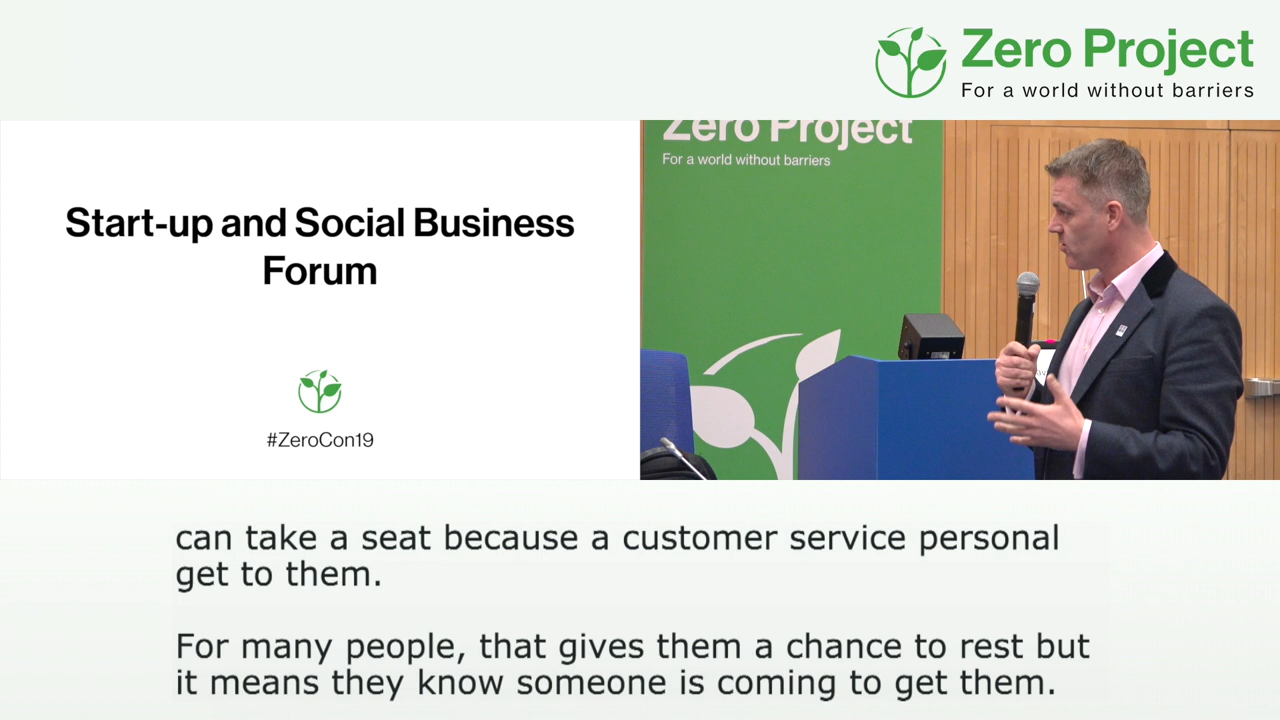 Zero Project
For a world without barriers
Start-up and Social Business
Forum
#ZeroCon19
Zero Project
For a world without barriers
can take a seat because a customer service personal
get to them.
For many people, that gives them a chance to rest but
it means they know someone is coming to get them.